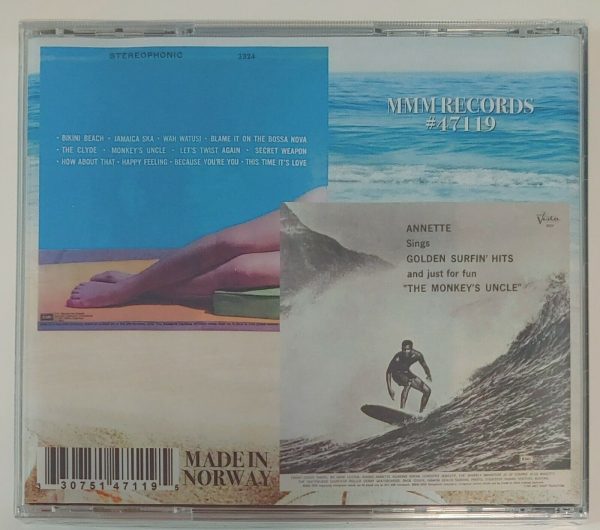 STEREOPHONIC 3324
• BIKINI BEACH • JAMAICA SKA • WAH WATUSI • BLAME IT ON THE BOSSA NOVA
• THE CLYDE • MONKEY'S UNCLE • LET'S TWIST AGAIN • SECRET WEAPON
• HOW ABOUT THAT • HAPPY FEELING • BECAUSE YOU'RE YOU • THIS TIME IT'S LOVE
MMM RECORDS
#47119
Vista
ANNETTE
Sings
GOLDEN SURFIN' HITS
and just for fun
"THE MONKEY'S UNCLE"
30751 47119 5
MADE IN
NORWAY